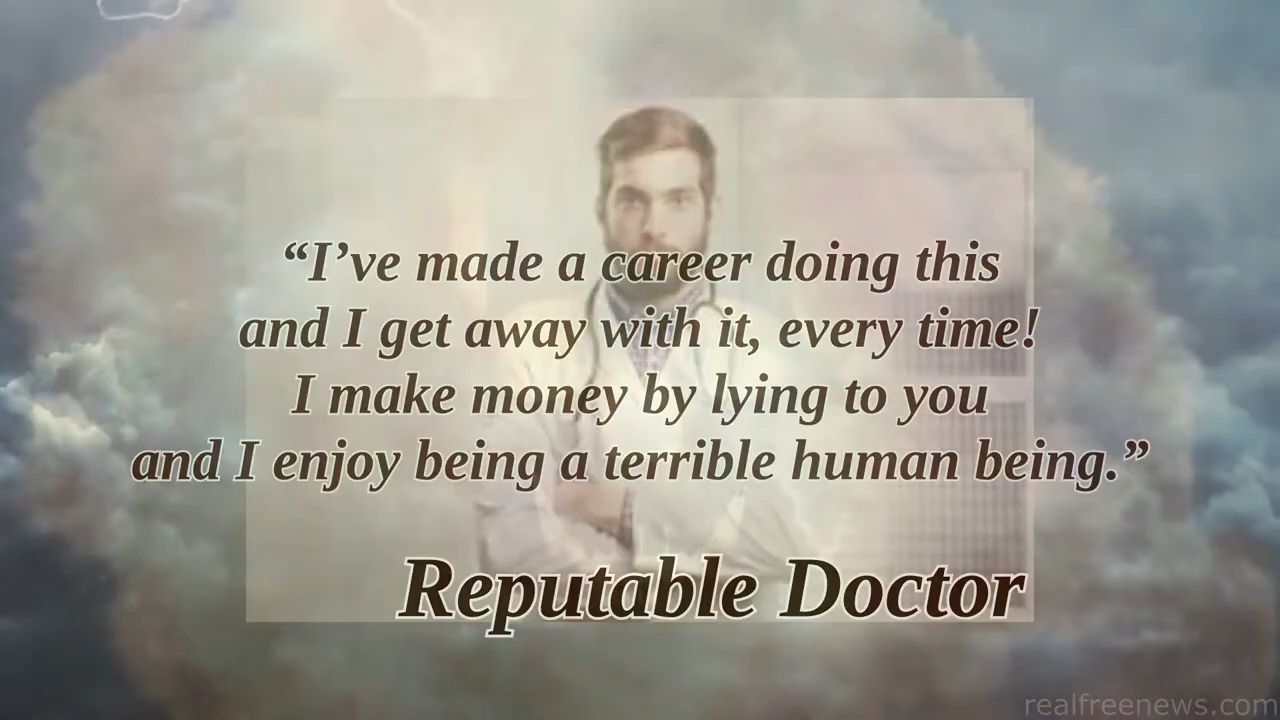 “I’ve made a career doing this
and I get away with it, every time!
I make money by lying to you
and I enjoy being a terrible human being.”
Reputable Doctor
realfreenews.com